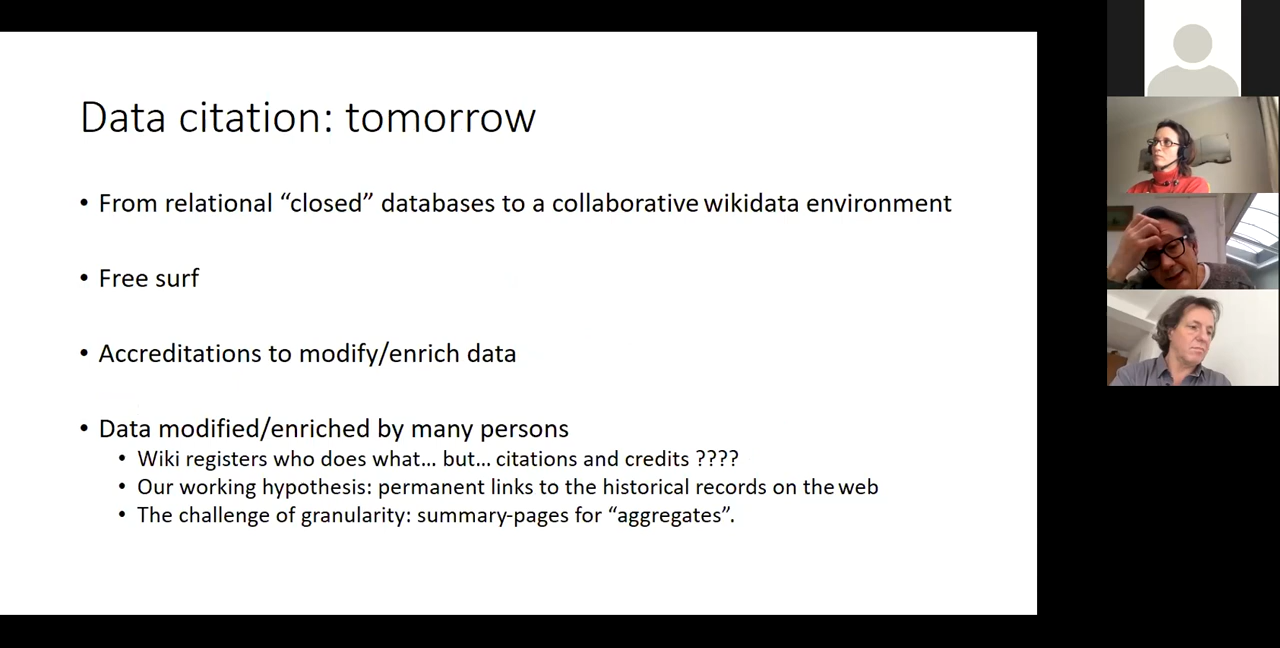 Data citation: tomorrow
• From relational “closed” databases to a collaborative wikidata environment
• Free surf
• Accreditations to modify/enrich data
• Data modified/enriched by many persons
• Wiki registers who does what… but… citations and credits ????
• Our working hypothesis: permanent links to the historical records on the web
• The challenge of granularity: summary-pages for “aggregates”.